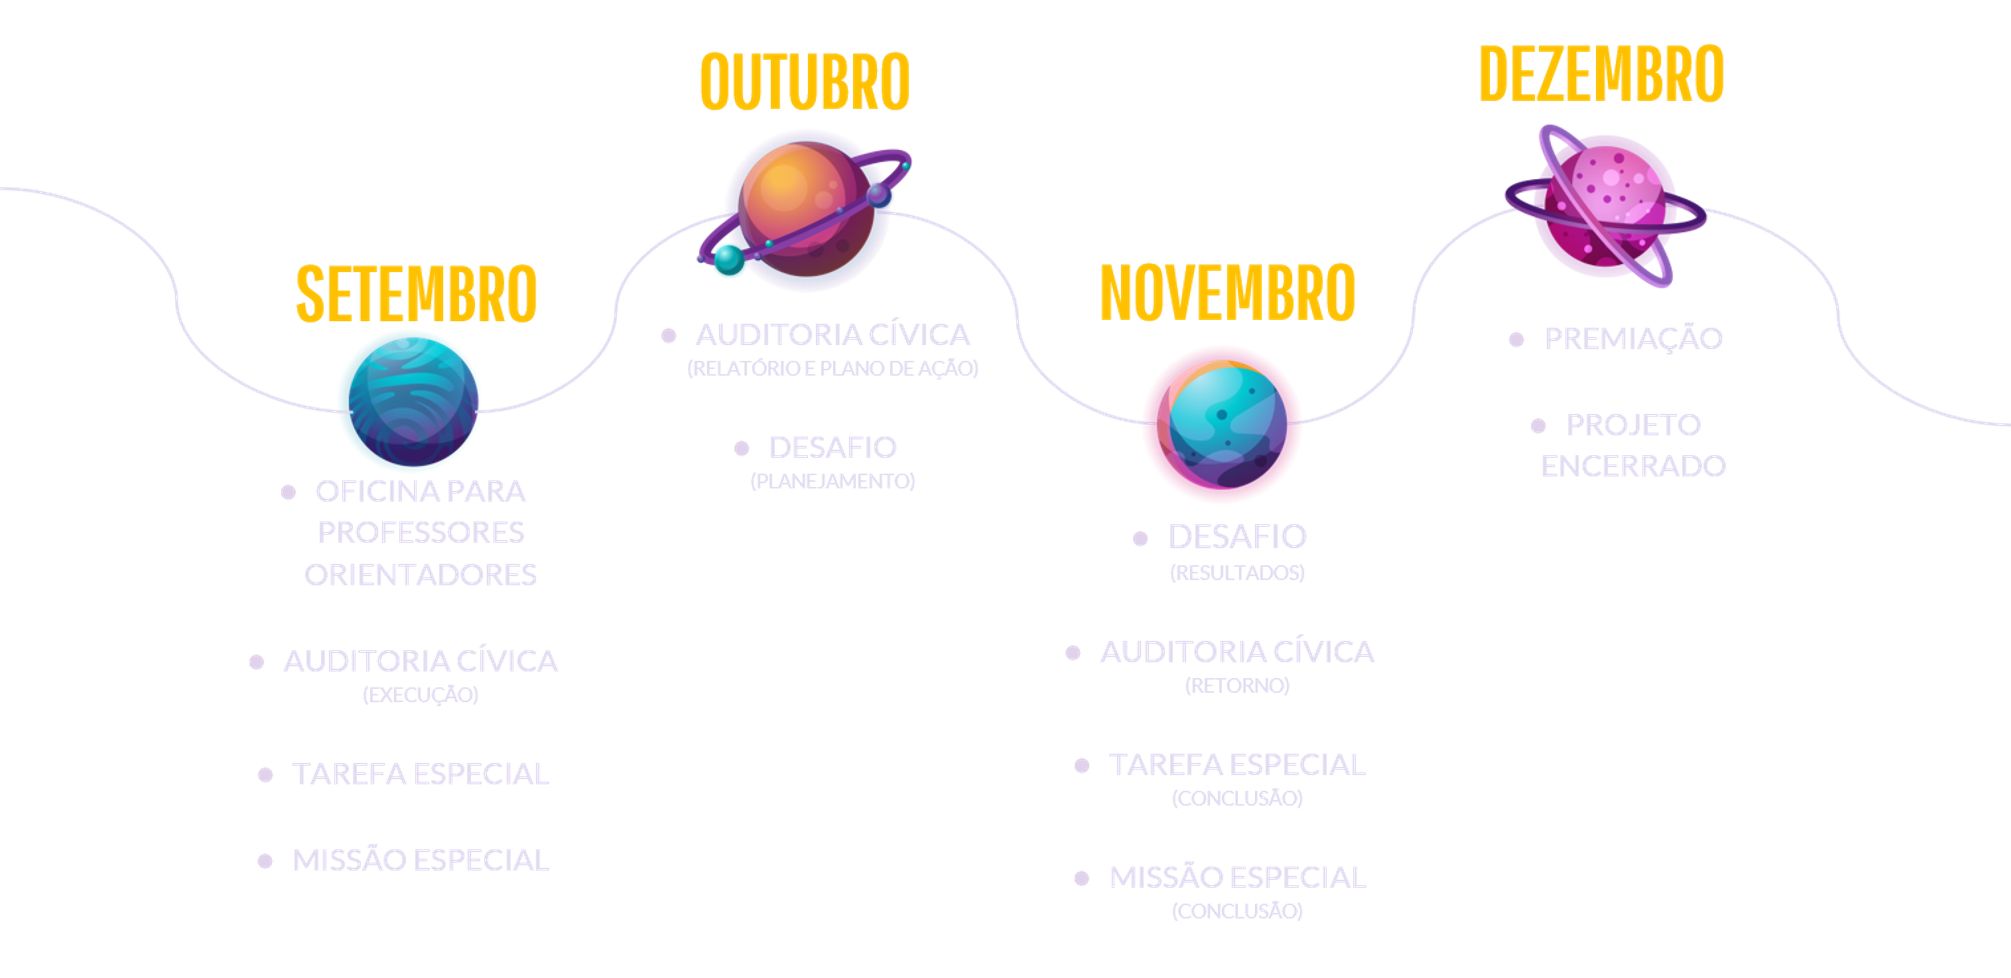 SETEMBRO
• OFICINA PARA
PROFESSORES
ORIENTADORES
• AUDITORIA CÍVICA
(EXECUÇÃO)
• TAREFA ESPECIAL
• MISSÃO ESPECIAL
OUTUBRO
• AUDITORIA CÍVICA
(RELATÓRIO E PLANO DE AÇÃO)
• DESAFIO
(PLANEJAMENTO)
NOVEMBRO
• DESAFIO
(RESULTADOS)
• AUDITORIA CÍVICA
(RETORNO)
• TAREFA ESPECIAL
(CONCLUSÃO)
• MISSÃO ESPECIAL
(CONCLUSÃO)
DEZEMBRO
• PREMIAÇÃO
• PROJETO
ENCERRADO